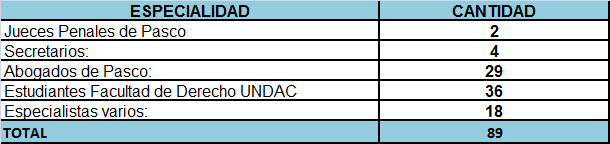 ESPECIALIDAD CANTIDAD
Jueces Penales de Pasco 2
Secretarios: 4
Abogados de Pasco: 29
Estudiantes Facultad de Derecho UNDAC 36
Especialistas varios: 18
TOTAL 89